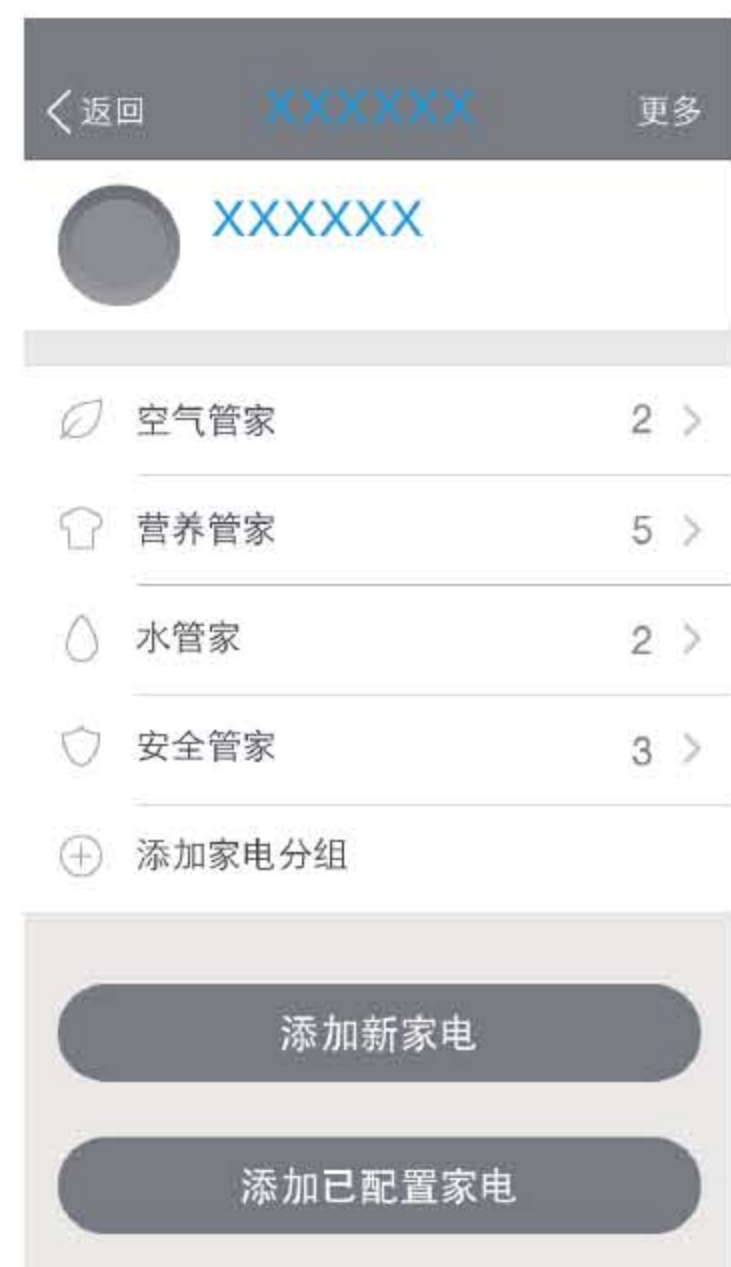 返回 XXXXXX 更多
XXXXXX
空气管家 2
营养管家 5
水管家 2
安全管家 3
添加家电分组
添加新家电
添加已配置家电